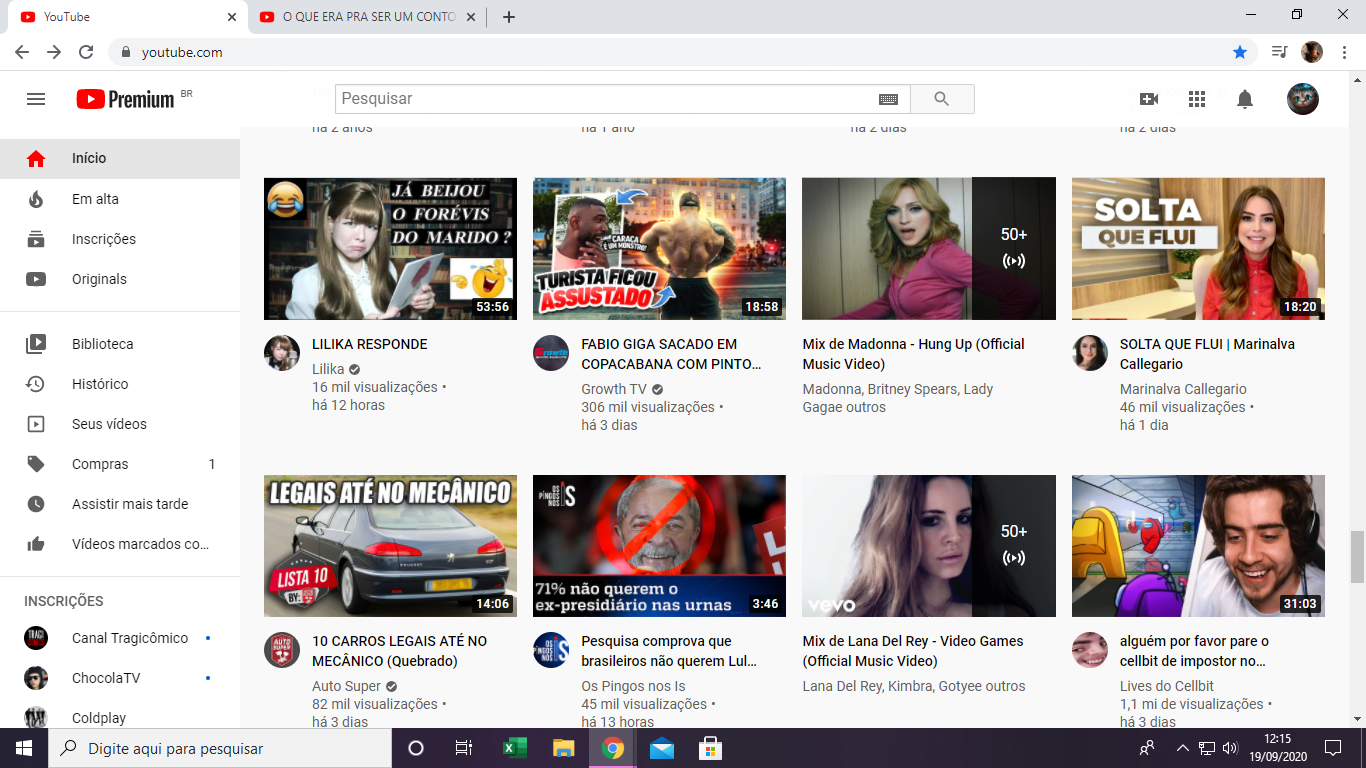 YouTube
O QUE ERA PRA SER UM CONTO
youtube.com
Premium BR
Pesquisar
há 2 anos
há 1 ano
há 2 dias
há 2 dias
Início
Em alta
Inscrições
Originals
Biblioteca
Histórico
Seus vídeos
Compras 1
Assistir mais tarde
Vídeos marcados co...
INSCRIÇÕES
Canal Tragicômico
ChocolaTV
Coldplay
JÁ BEIJOU
O FORÉVIS
DO MARIDO ?
53:56
LILIKA RESPONDE
Lilika
16 mil visualizações •
há 12 horas
CARACA
É UM MONSTRO!
TURISTA FICOU
ASSUSTADO
18:58
FABIO GIGA SACADO EM
COPACABANA COM PINTO...
Growth TV
306 mil visualizações •
há 3 dias
50+
Mix de Madonna - Hung Up (Official
Music Video)
Madonna, Britney Spears, Lady
Gagae outros
SOLTA
QUE FLUI
18:20
SOLTA QUE FLUI | Marinalva
Callegario
Marinalva Callegario
46 mil visualizações •
há 1 dia
LEGAIS ATÉ NO MECÂNICO
LISTA 10
BY:
14:06
10 CARROS LEGAIS ATÉ NO
MECÂNICO (Quebrado)
Auto Super
82 mil visualizações •
há 3 dias
OS
PINGOS
NOS IS
71% não querem o
ex-presidiário nas urnas
3:46
Pesquisa comprova que
brasileiros não querem Lul...
Os Pingos nos Is
45 mil visualizações •
há 13 horas
50+
vevo
Mix de Lana Del Rey - Video Games
(Official Music Video)
Lana Del Rey, Kimbra, Gotyee outros
31:03
alguém por favor pare o
cellbit de impostor no...
Lives do Cellbit
1,1 mi de visualizações •
há 3 dias
Digite aqui para pesquisar
12:15
19/09/2020